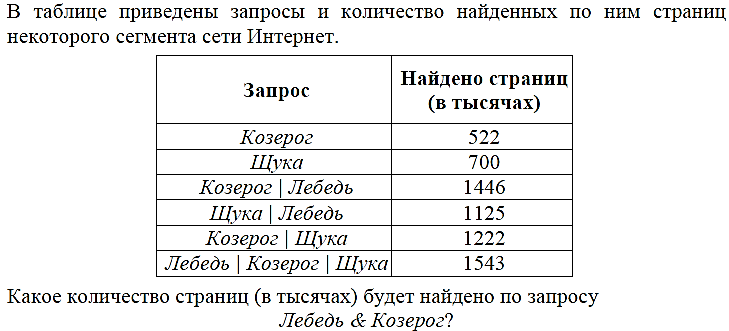 В таблице приведены запросы и количество найденных по ним страниц
некоторого сегмента сети Интернет.
Запрос
Найдено страниц
(в тысячах)
Козерог 522
Щука 700
Козерог | Лебедь 1446
Щука | Лебедь 1125
Козерог | Щука 1222
Лебедь | Козерог | Щука 1543
Какое количество страниц (в тысячах) будет найдено по запросу
Лебедь & Козерог?